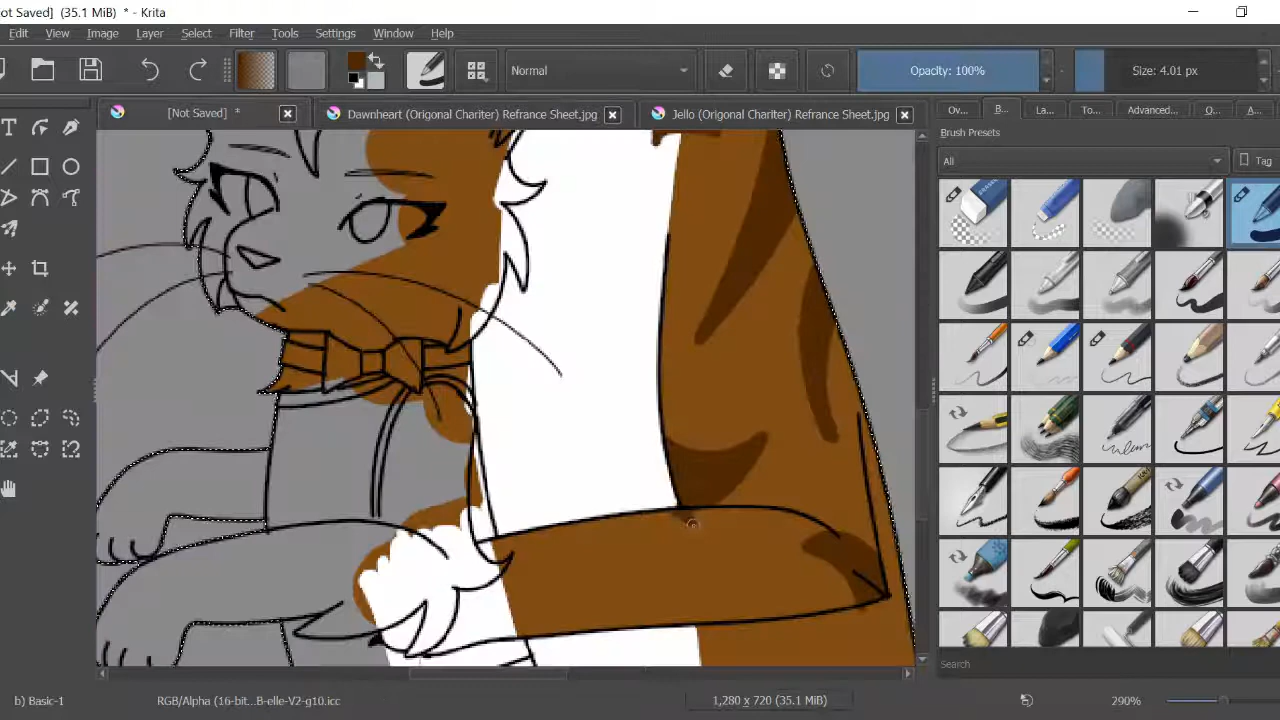 ot Saved] (35.1 MiB) * - Krita
Edit View Image Layer Select Filter Tools Settings Window Help
Normal Opacity: 100% Size: 4.01 px
[Not Saved] * Dawnheart (Origonal Chariter) Refrance Sheet.jpg Jello (Origonal Chariter) Refrance Sheet.jpg Ov... B... La... To... Advanced... Q... A...
Brush Presets
All Tag
Search
b) Basic-1 RGB/Alpha (16-bit...B-elle-V2-g10.icc 1,280 x 720 (35.1 MiB) 290%